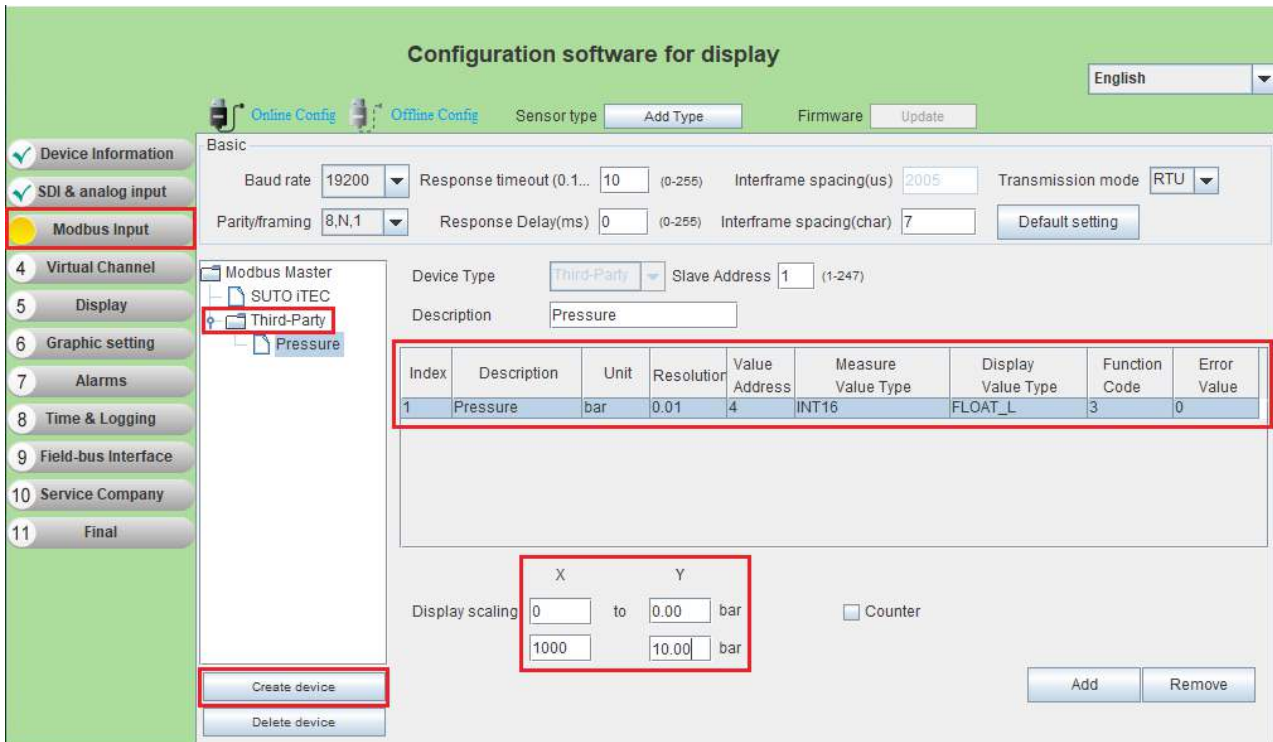 Configuration software for display
English
Online Config Offline Config Sensor type Add Type Firmware Update
Device Information
SDI & analog input
Modbus Input
4 Virtual Channel
5 Display
6 Graphic setting
7 Alarms
8 Time & Logging
9 Field-bus Interface
10 Service Company
11 Final
Basic
Baud rate 19200 Response timeout (0.1... 10 (0-255) Interframe spacing(us) 2005 Transmission mode RTU
Parity/framing 8,N,1 Response Delay(ms) 0 (0-255) Interframe spacing(char) 7 Default setting
Modbus Master
SUTO iTEC
Third-Party
Pressure
Create device
Delete device
Device Type Third-Party Slave Address 1 (1-247)
Description Pressure
Index Description Unit Resolution Value Address Measure Value Type Display Value Type Function Code Error Value
1 Pressure bar 0.01 4 INT16 FLOAT_L 3 0
X Y
Display scaling 0 to 0.00 bar Counter
1000 10.00 bar
Add Remove